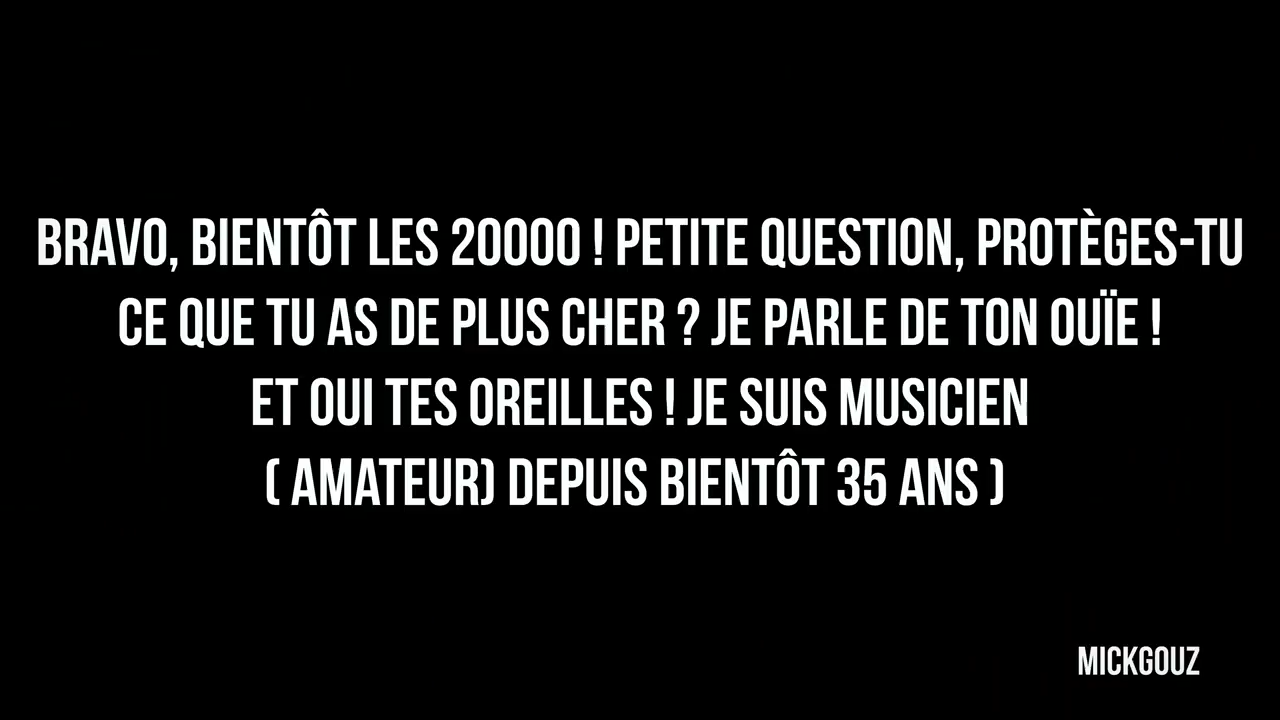 BRAVO, BIENTÔT LES 20000 ! PETITE QUESTION, PROTÈGES-TU
CE QUE TU AS DE PLUS CHER ? JE PARLE DE TON OUÏE !
ET OUI TES OREILLES ! JE SUIS MUSICIEN
( AMATEUR) DEPUIS BIENTÔT 35 ANS )
MICKGOUZ